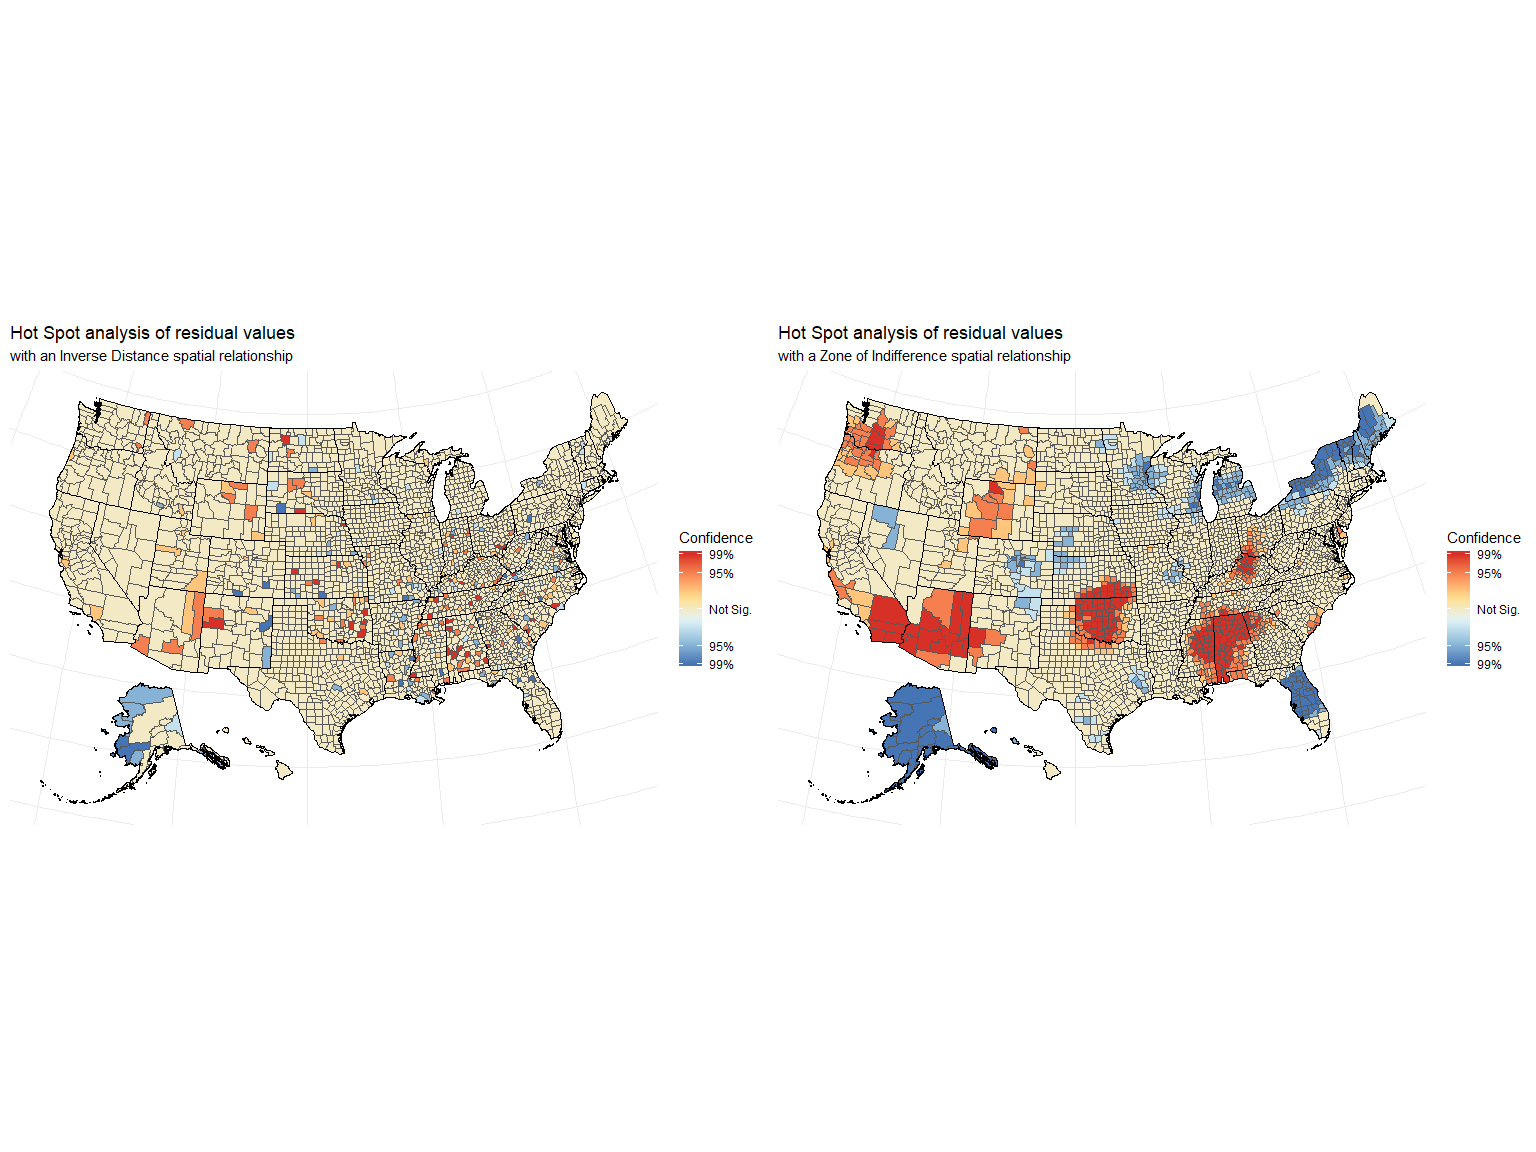 Hot Spot analysis of residual values
with an Inverse Distance spatial relationship
Confidence
99%
95%
Not Sig.
95%
99%
Hot Spot analysis of residual values
with a Zone of Indifference spatial relationship
Confidence
99%
95%
Not Sig.
95%
99%